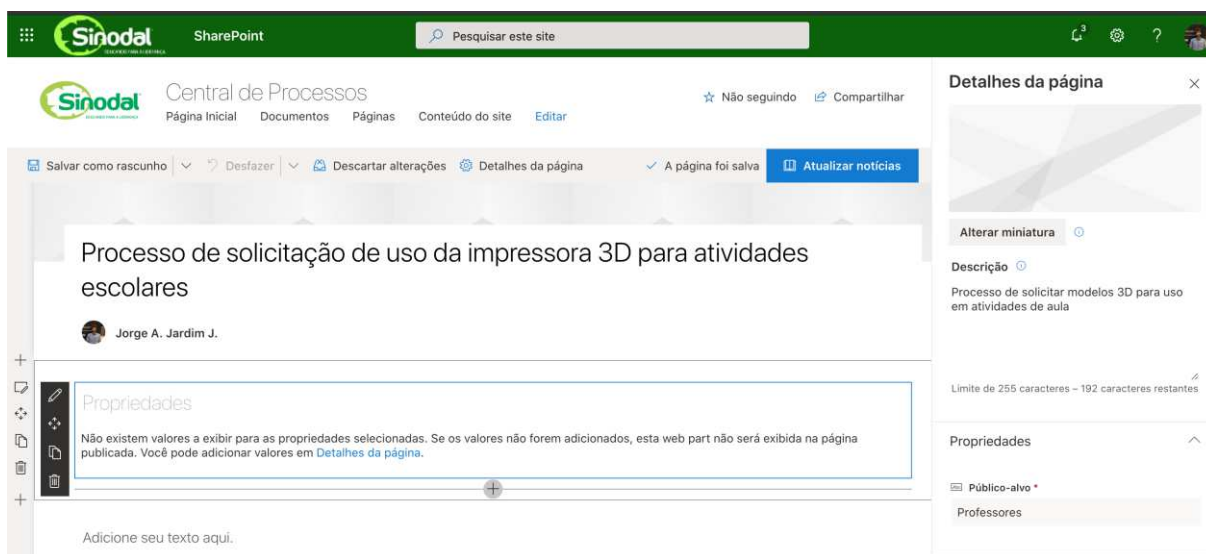 Sinodal
SharePoint
Pesquisar este site
3
?
Sinodal
Central de Processos
Página Inicial Documentos Páginas Conteúdo do site Editar
Não seguindo Compartilhar
Salvar como rascunho Desfazer Descartar alterações Detalhes da página A página foi salva Atualizar notícias
Processo de solicitação de uso da impressora 3D para atividades
escolares
Jorge A. Jardim J.
Propriedades
Não existem valores a exibir para as propriedades selecionadas. Se os valores não forem adicionados, esta web part não será exibida na página
publicada. Você pode adicionar valores em Detalhes da página.
Adicione seu texto aqui.
Detalhes da página
Alterar miniatura
Descrição
Processo de solicitar modelos 3D para uso
em atividades de aula
Limite de 255 caracteres – 192 caracteres restantes
Propriedades
Público-alvo *
Professores